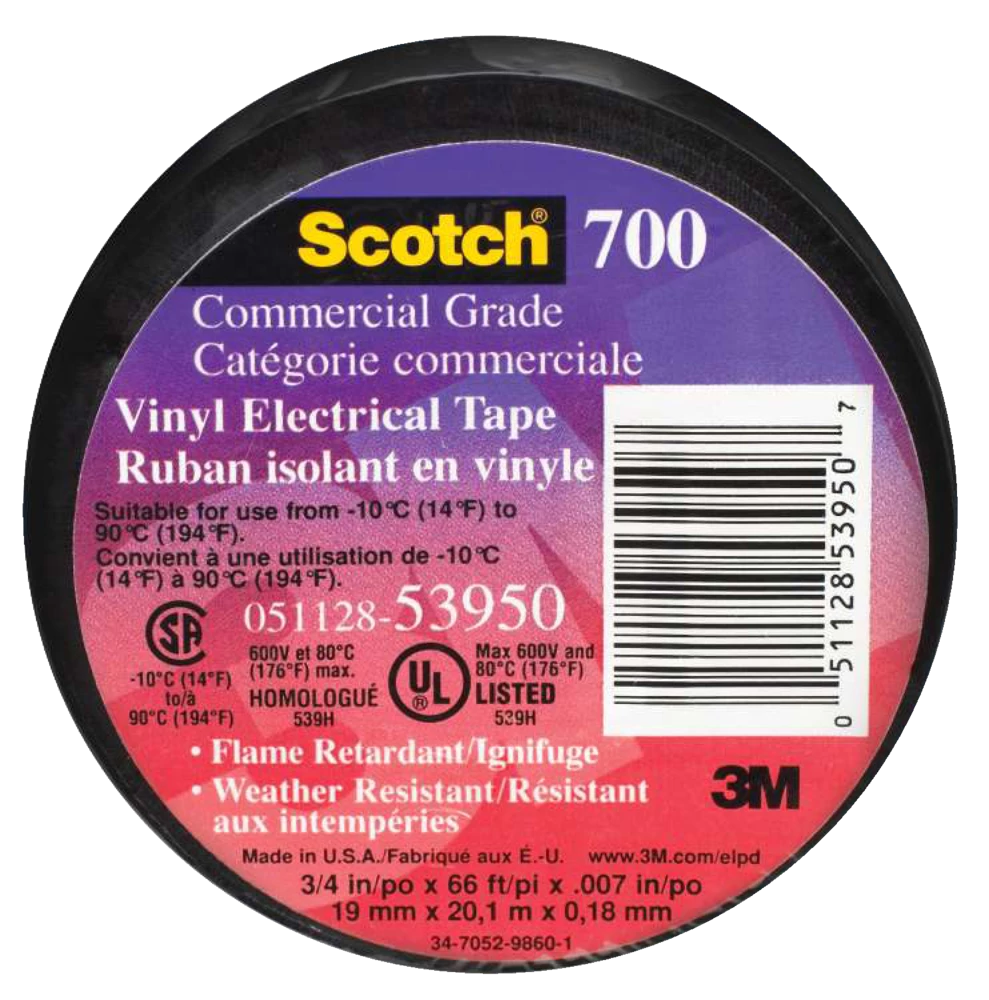 Scotch® 700
Commercial Grade
Catégorie commerciale
Vinyl Electrical Tape
Ruban isolant en vinyle
Suitable for use from -10°C (14°F) to
90°C (194°F).
Convient à une utilisation de -10°C
(14°F) à 90°C (194°F).
051128-53950
SA
-10°C (14°F)
to/à
90°C (194°F)
600V et 80°C
(176°F) max.
HOMOLOGUÉ
539H
UL®
Max 600V and
80°C (176°F)
LISTED
539H
0 51128 53950 7
• Flame Retardant/Ignifuge
• Weather Resistant/Résistant
aux intempéries
3M
Made in U.S.A./Fabriqué aux É.-U. www.3M.com/elpd
3/4 in/po x 66 ft/pi x .007 in/po
19 mm x 20,1 m x 0,18 mm
34-7052-9860-1